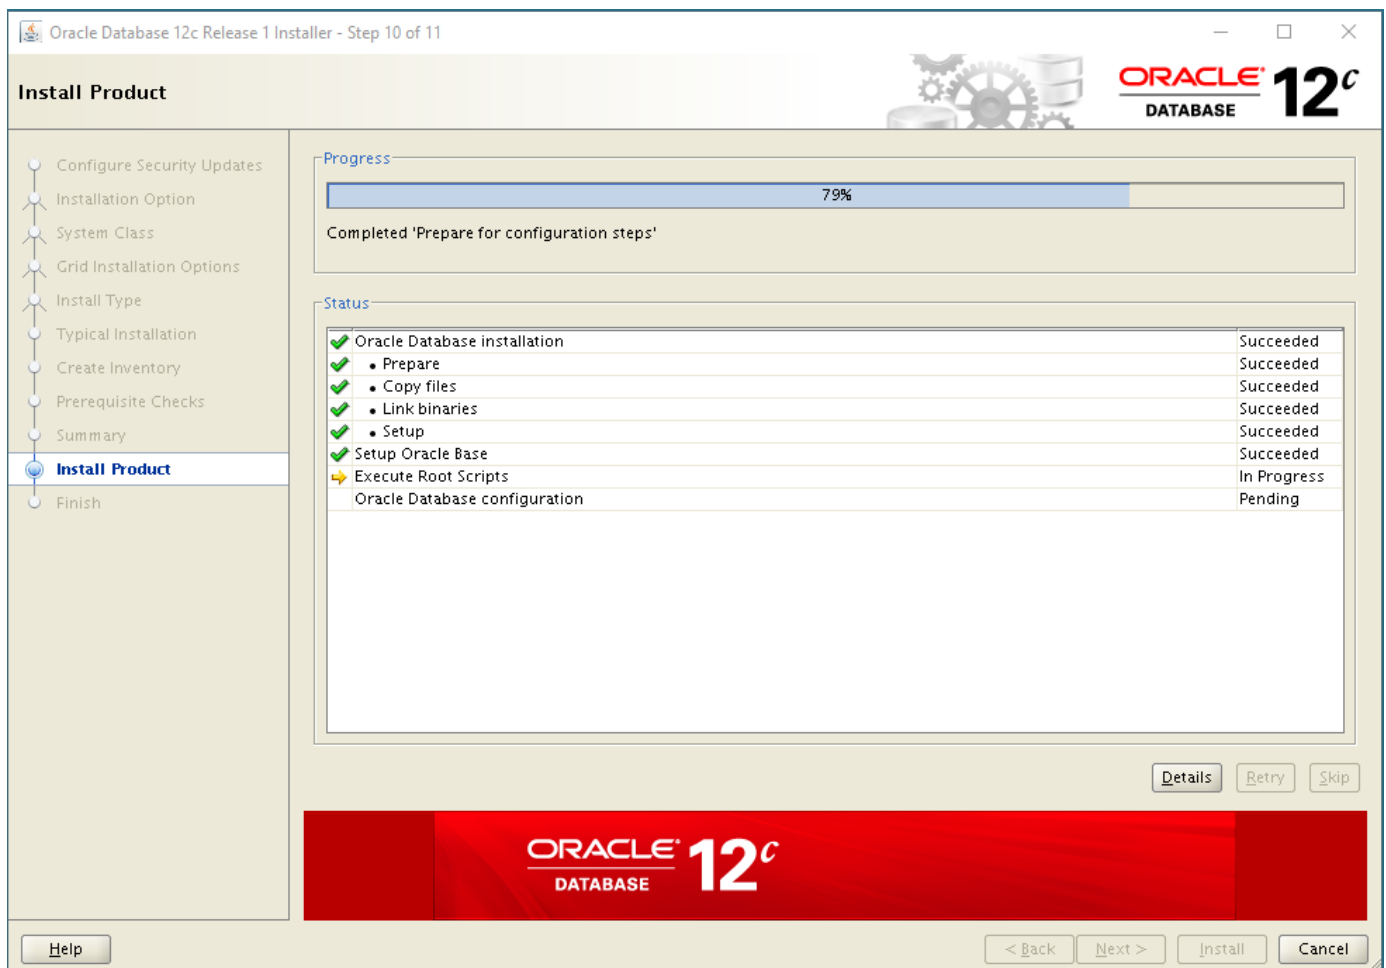 Oracle Database 12c Release 1 Installer - Step 10 of 11
Install Product
ORACLE® 12c
DATABASE
Configure Security Updates
Installation Option
System Class
Grid Installation Options
Install Type
Typical Installation
Create Inventory
Prerequisite Checks
Summary
Install Product
Finish
Progress
79%
Completed 'Prepare for configuration steps'
Status
Oracle Database installation Succeeded
• Prepare Succeeded
• Copy files Succeeded
• Link binaries Succeeded
• Setup Succeeded
Setup Oracle Base Succeeded
Execute Root Scripts In Progress
Oracle Database configuration Pending
Details Retry Skip
ORACLE® 12c
DATABASE
Help < Back Next > Install Cancel